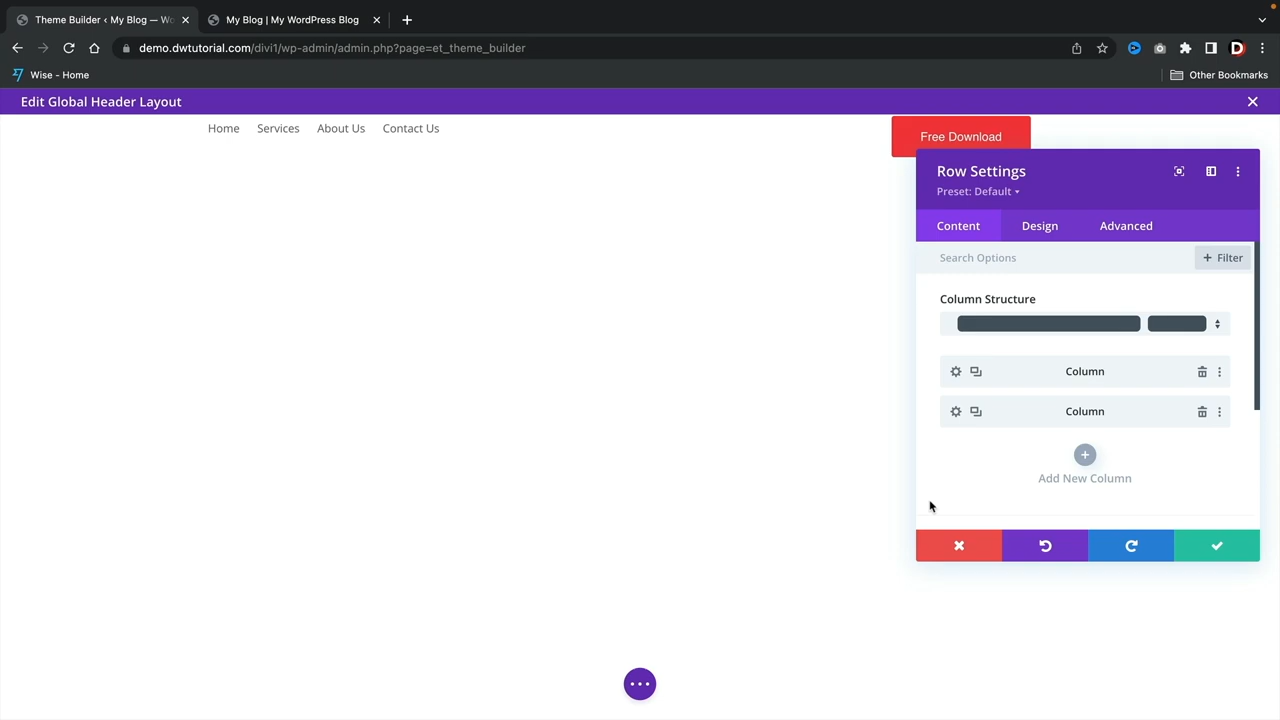 Theme Builder ‹ My Blog — Wo
My Blog | My WordPress Blog
demo.dwtutorial.com/divi1/wp-admin/admin.php?page=et_theme_builder
Wise - Home
Other Bookmarks
Edit Global Header Layout
Home Services About Us Contact Us
Free Download
Row Settings
Preset: Default
Content Design Advanced
Search Options
+ Filter
Column Structure
Column
Column
Add New Column